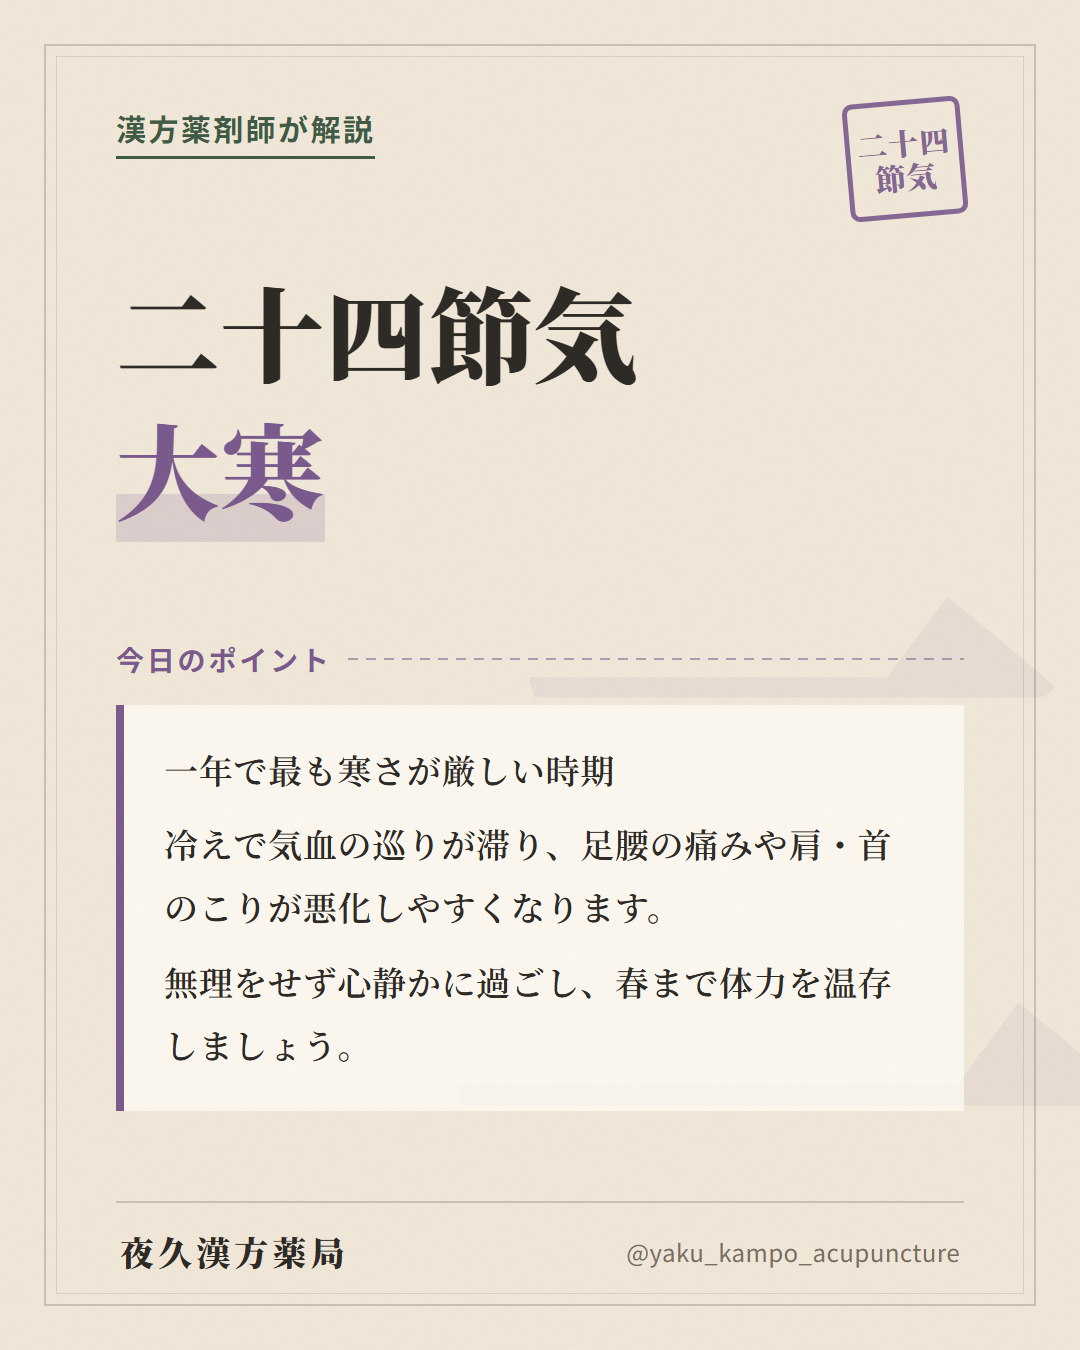 漢方薬剤師が解説
二十四
節気
二十四節気
大寒
今日のポイント
一年で最も寒さが厳しい時期
冷えで気血の巡りが滞り、足腰の痛みや肩・首
のこりが悪化しやすくなります。
無理をせず心静かに過ごし、春まで体力を温存
しましょう。
夜久漢方薬局
@yaku_kampo_acupuncture